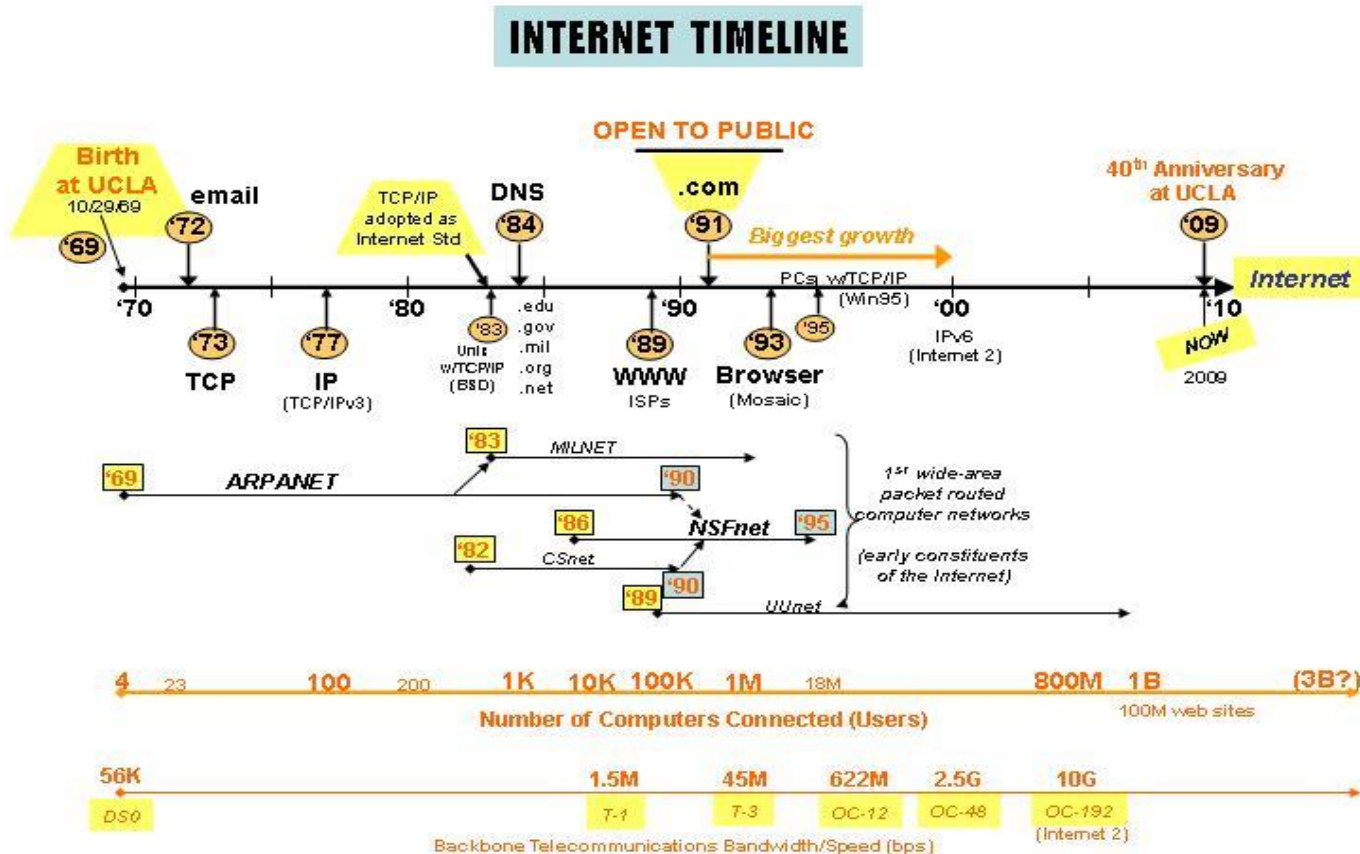 INTERNET TIMELINE
OPEN TO PUBLIC
Birth
at UCLA
10/29/69
'69
email
'72
TCP/IP
adopted as
Internet Std
DNS
'84
.com
'91
Biggest growth
40th Anniversary
at UCLA
'09
PCs w/TCP/IP
(Win95)
Internet
'70
'80
'90
'00
'10
'73
TCP
'77
IP
(TCP/IPv3)
'83
Unix
w/TCP/IP
(BSD)
.edu
.gov
.mil
.org
.net
'89
WWW
ISPs
'93
Browser
(Mosaic)
'95
IPv6
(Internet 2)
NOW
2009
'83
MILNET
'69
ARPANET
'90
'86
NSFnet
'95
'82
CSnet
'90
'89
UUnet
1st wide-area
packet routed
computer networks
(early constituents
of the Internet)
4 23 100 200 1K 10K 100K 1M 18M 800M 1B (3B?)
Number of Computers Connected (Users)
100M web sites
56K 1.5M 45M 622M 2.5G 10G
DS0 T-1 T-3 OC-12 OC-48 OC-192
(Internet 2)
Backbone Telecommunications Bandwidth/Speed (bps)